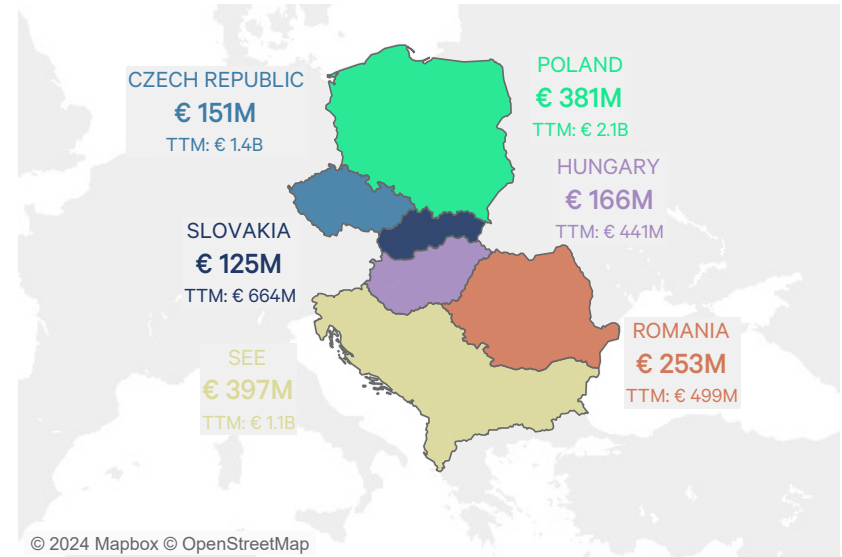 CZECH REPUBLIC
€ 151M
TTM: € 1.4B
POLAND
€ 381M
TTM: € 2.1B
HUNGARY
€ 166M
TTM: € 441M
SLOVAKIA
€ 125M
TTM: € 664M
ROMANIA
€ 253M
TTM: € 499M
SEE
€ 397M
TTM: € 1.1B
© 2024 Mapbox © OpenStreetMap